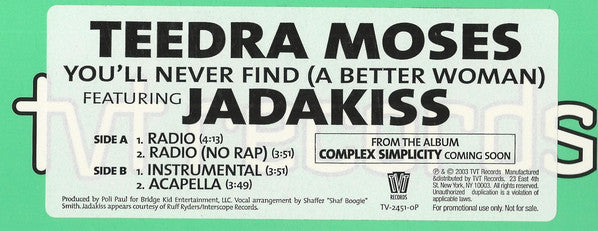 TEEDRA MOSES
YOU'LL NEVER FIND (A BETTER WOMAN)
FEATURING JADAKISS
SIDE A 1. RADIO (4:13)
2. RADIO (NO RAP) (3:51)
SIDE B 1. INSTRUMENTAL (3:51)
2. ACAPELLA (3:49)
FROM THE ALBUM
COMPLEX SIMPLICITY COMING SOON
Produced by Poli Paul for Bridge Kid Entertainment, LLC. Vocal arrangement by Shaffer "Shaf Boogie"
Smith. Jadakiss appears courtesy of Ruff Ryders/Interscope Records.
TVT
RECORDS
TV-2451-0P
℗ & © 2003 TVT Records Manufactured
&distributed by TVT Records, 23 East 4th
St, New York, NY 10003. All rights reserved.
Unauthorized duplication is a violation of
applicable laws.
For promotional use only. Not for sale.
tvt records